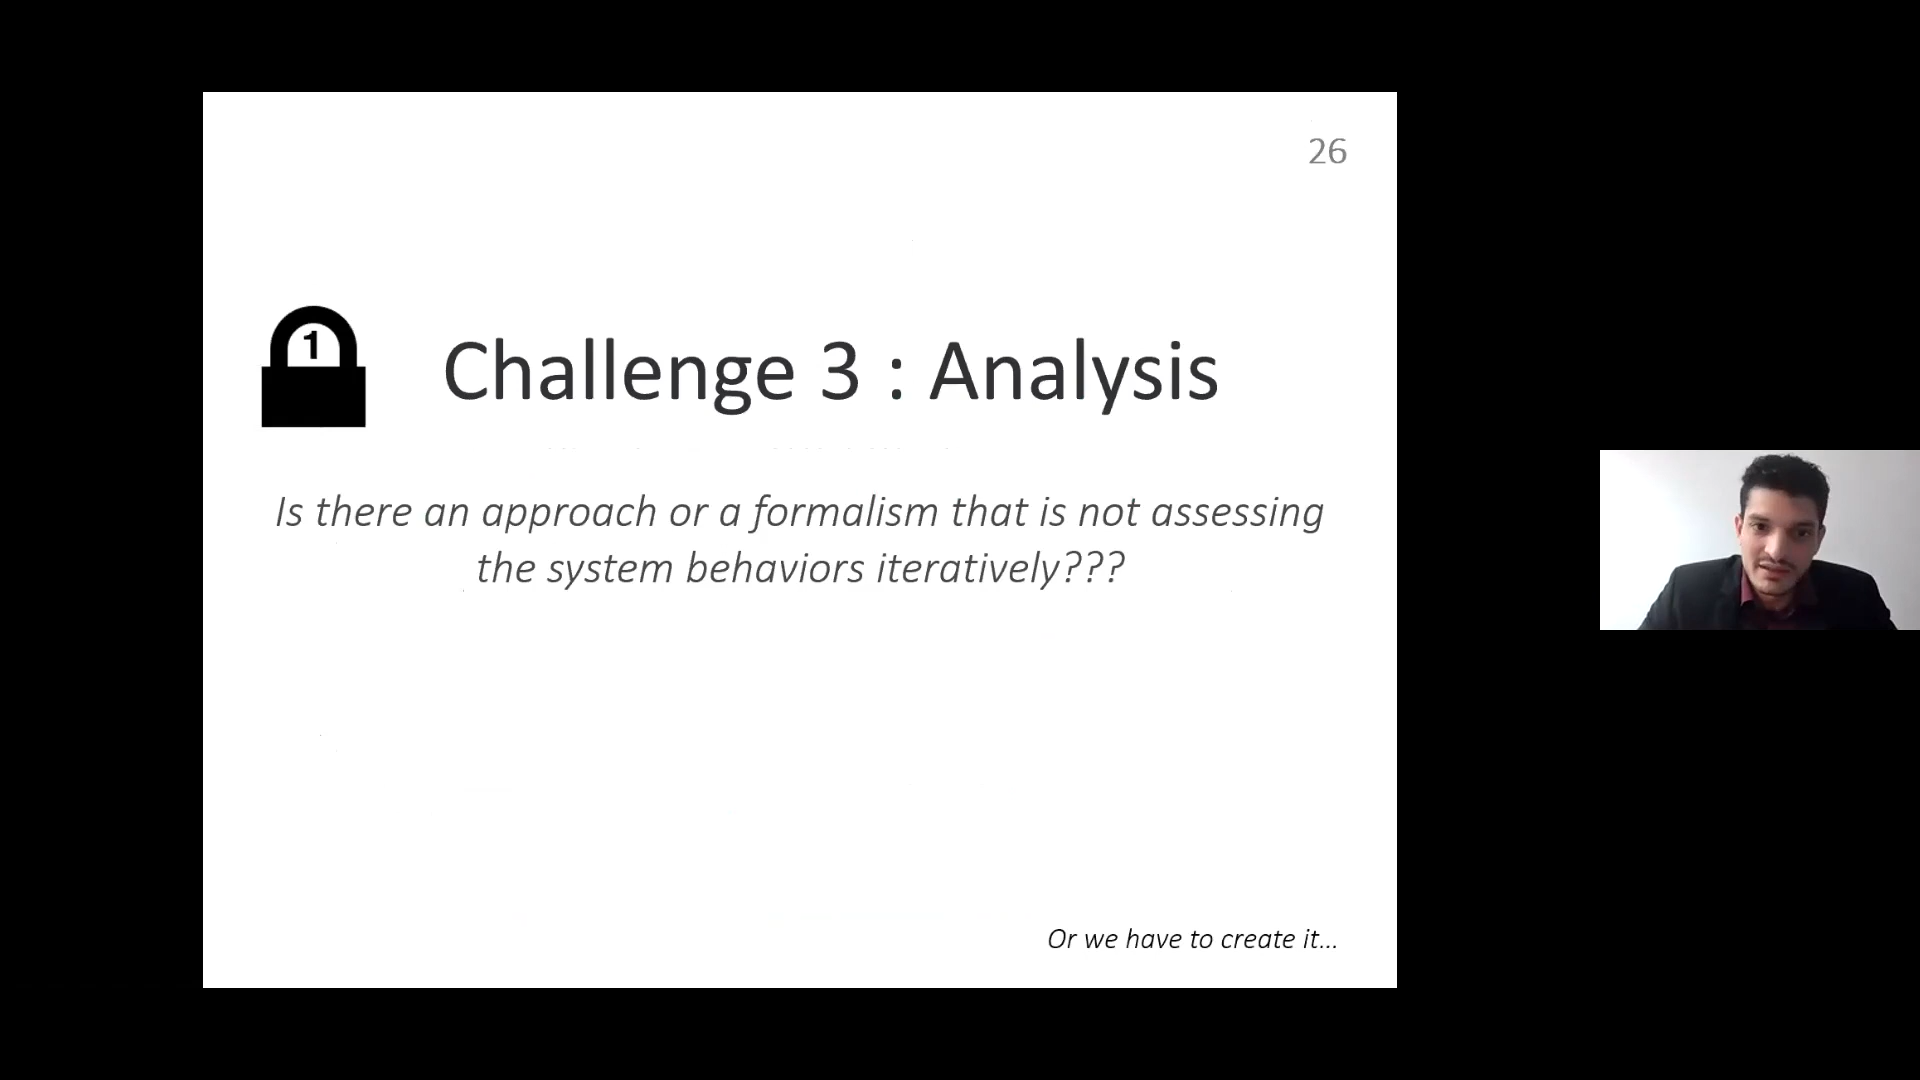 26
1
Challenge 3 : Analysis
Is there an approach or a formalism that is not assessing
the system behaviors iteratively???
Or we have to create it...